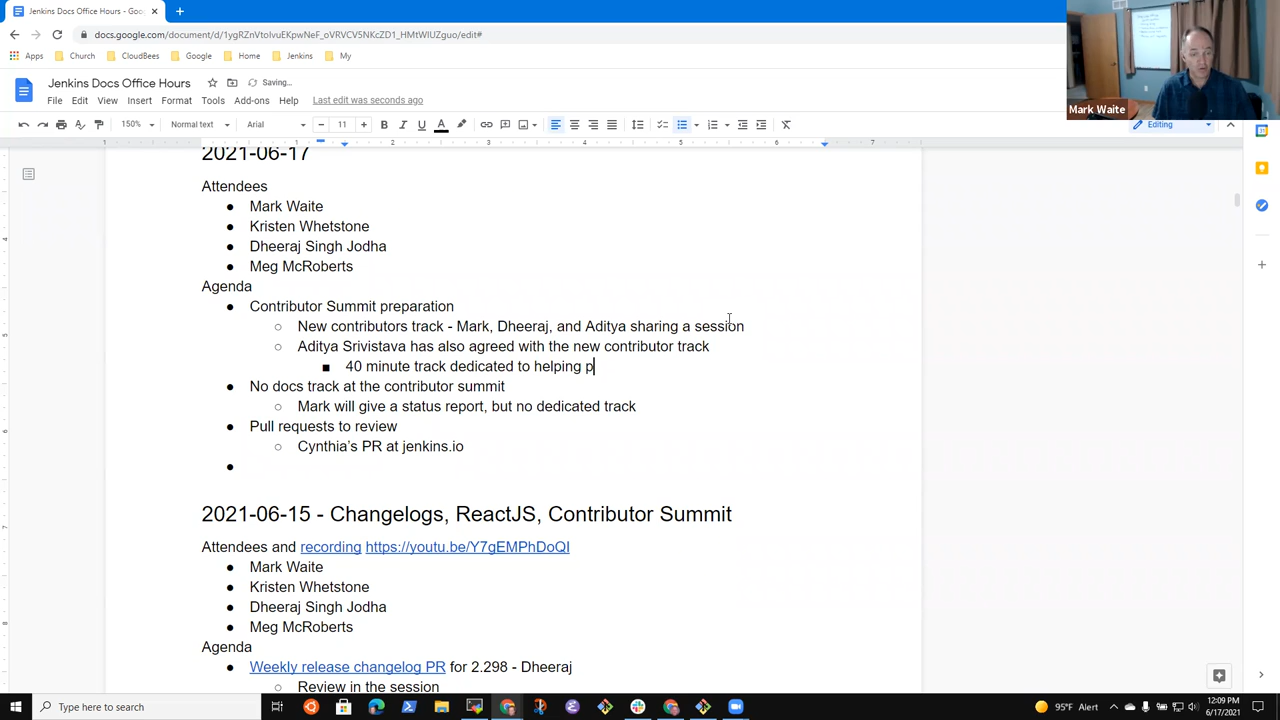 Jenkins Docs Office Hours - Goo
docs.google.com/document/d/1ygRZnVtoIvuEKpwNeF_oVRVCV5NKcZD1_HMtWIUZgu0/edit#
Apps Church CloudBees Google Home Jenkins My
Jenkins Docs Office Hours Saving…
File Edit View Insert Format Tools Add-ons Help Last edit was seconds ago
150% Normal text Arial 11 Editing
Mark Waite
2021-06-17
Attendees
● Mark Waite
● Kristen Whetstone
● Dheeraj Singh Jodha
● Meg McRoberts
Agenda
● Contributor Summit preparation
○ New contributors track - Mark, Dheeraj, and Aditya sharing a session
○ Aditya Srivistava has also agreed with the new contributor track
■ 40 minute track dedicated to helping p
● No docs track at the contributor summit
○ Mark will give a status report, but no dedicated track
● Pull requests to review
○ Cynthia's PR at jenkins.io
●
2021-06-15 - Changelogs, ReactJS, Contributor Summit
Attendees and recording https://youtu.be/Y7gEMPhDoQI
● Mark Waite
● Kristen Whetstone
● Dheeraj Singh Jodha
● Meg McRoberts
Agenda
● Weekly release changelog PR for 2.298 - Dheeraj
○ Review in the session
Type here to search
95°F Alert
12:09 PM
6/17/2021